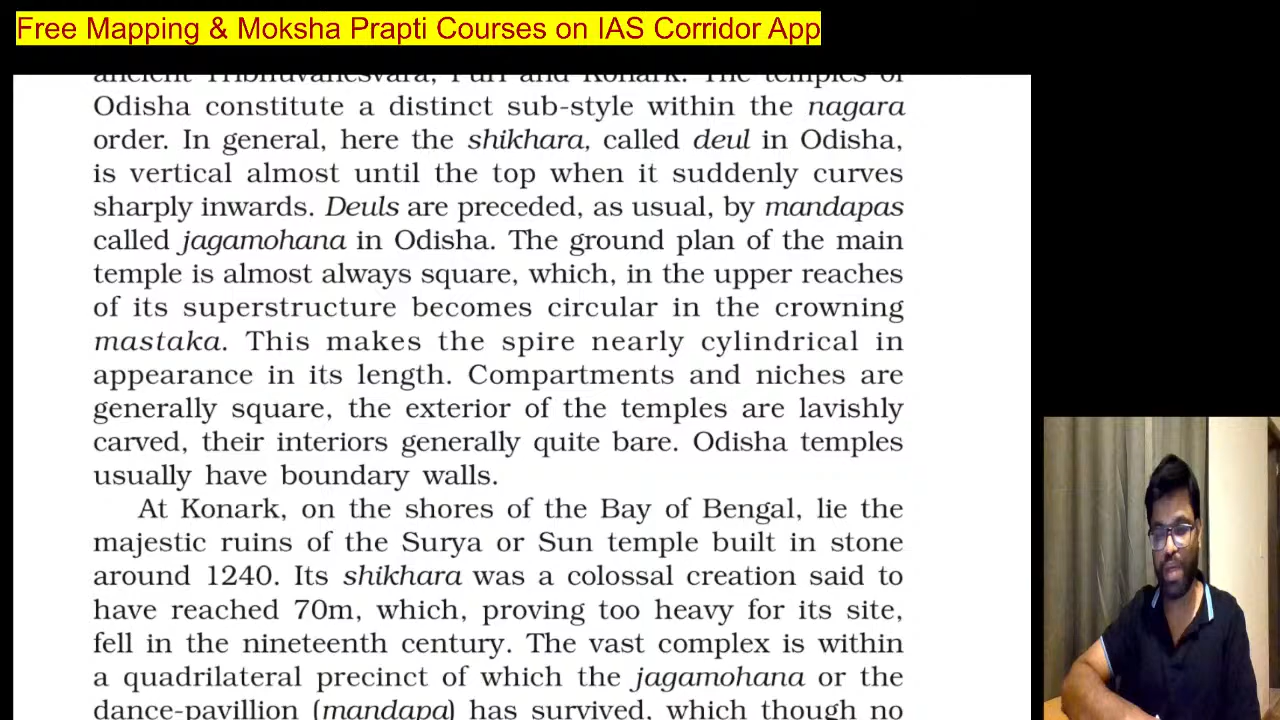 Free Mapping & Moksha Prapti Courses on IAS Corridor App
ancient Tribhuvanesvara, Puri and Konark. The temples of
Odisha constitute a distinct sub-style within the nagara
order. In general, here the shikhara, called deul in Odisha,
is vertical almost until the top when it suddenly curves
sharply inwards. Deuls are preceded, as usual, by mandapas
called jagamohana in Odisha. The ground plan of the main
temple is almost always square, which, in the upper reaches
of its superstructure becomes circular in the crowning
mastaka. This makes the spire nearly cylindrical in
appearance in its length. Compartments and niches are
generally square, the exterior of the temples are lavishly
carved, their interiors generally quite bare. Odisha temples
usually have boundary walls.
At Konark, on the shores of the Bay of Bengal, lie the
majestic ruins of the Surya or Sun temple built in stone
around 1240. Its shikhara was a colossal creation said to
have reached 70m, which, proving too heavy for its site,
fell in the nineteenth century. The vast complex is within
a quadrilateral precinct of which the jagamohana or the
dance-pavillion (mandapa) has survived, which though no